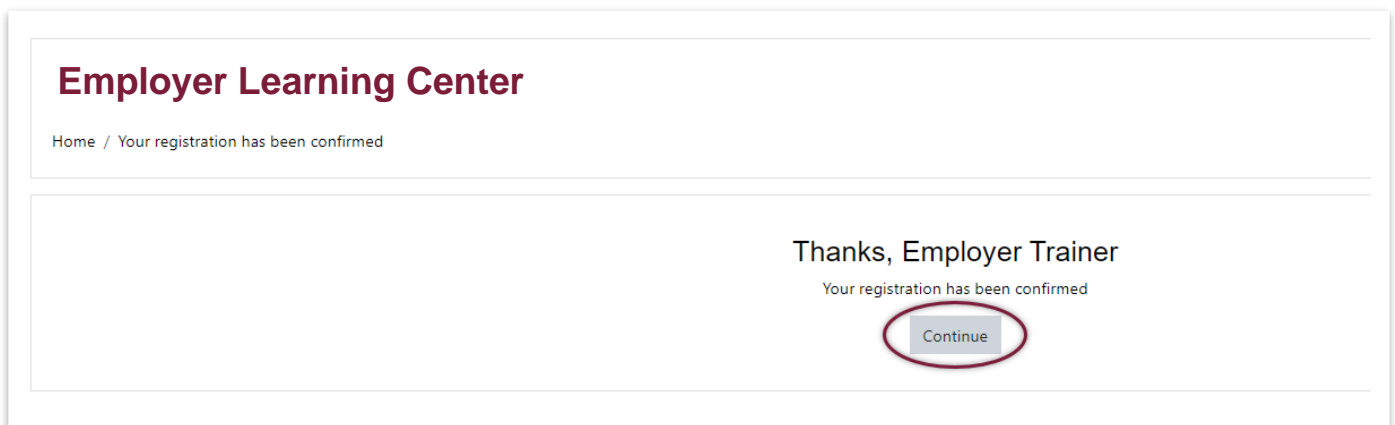 Employer Learning Center
Home / Your registration has been confirmed
Thanks, Employer Trainer
Your registration has been confirmed
Continue